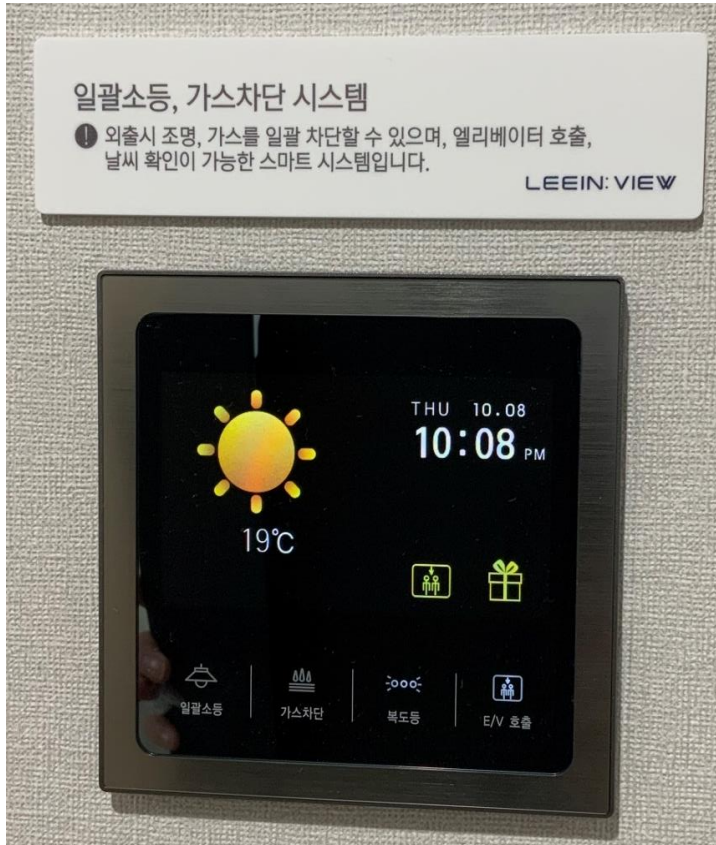 일괄소등, 가스차단 시스템
외출시 조명, 가스를 일괄 차단할 수 있으며, 엘리베이터 호출,
날씨 확인이 가능한 스마트 시스템입니다.
LEEIN:VIEW
THU 10.08
10:08 PM
19℃
일괄소등 가스차단 복도등 E/V 호출